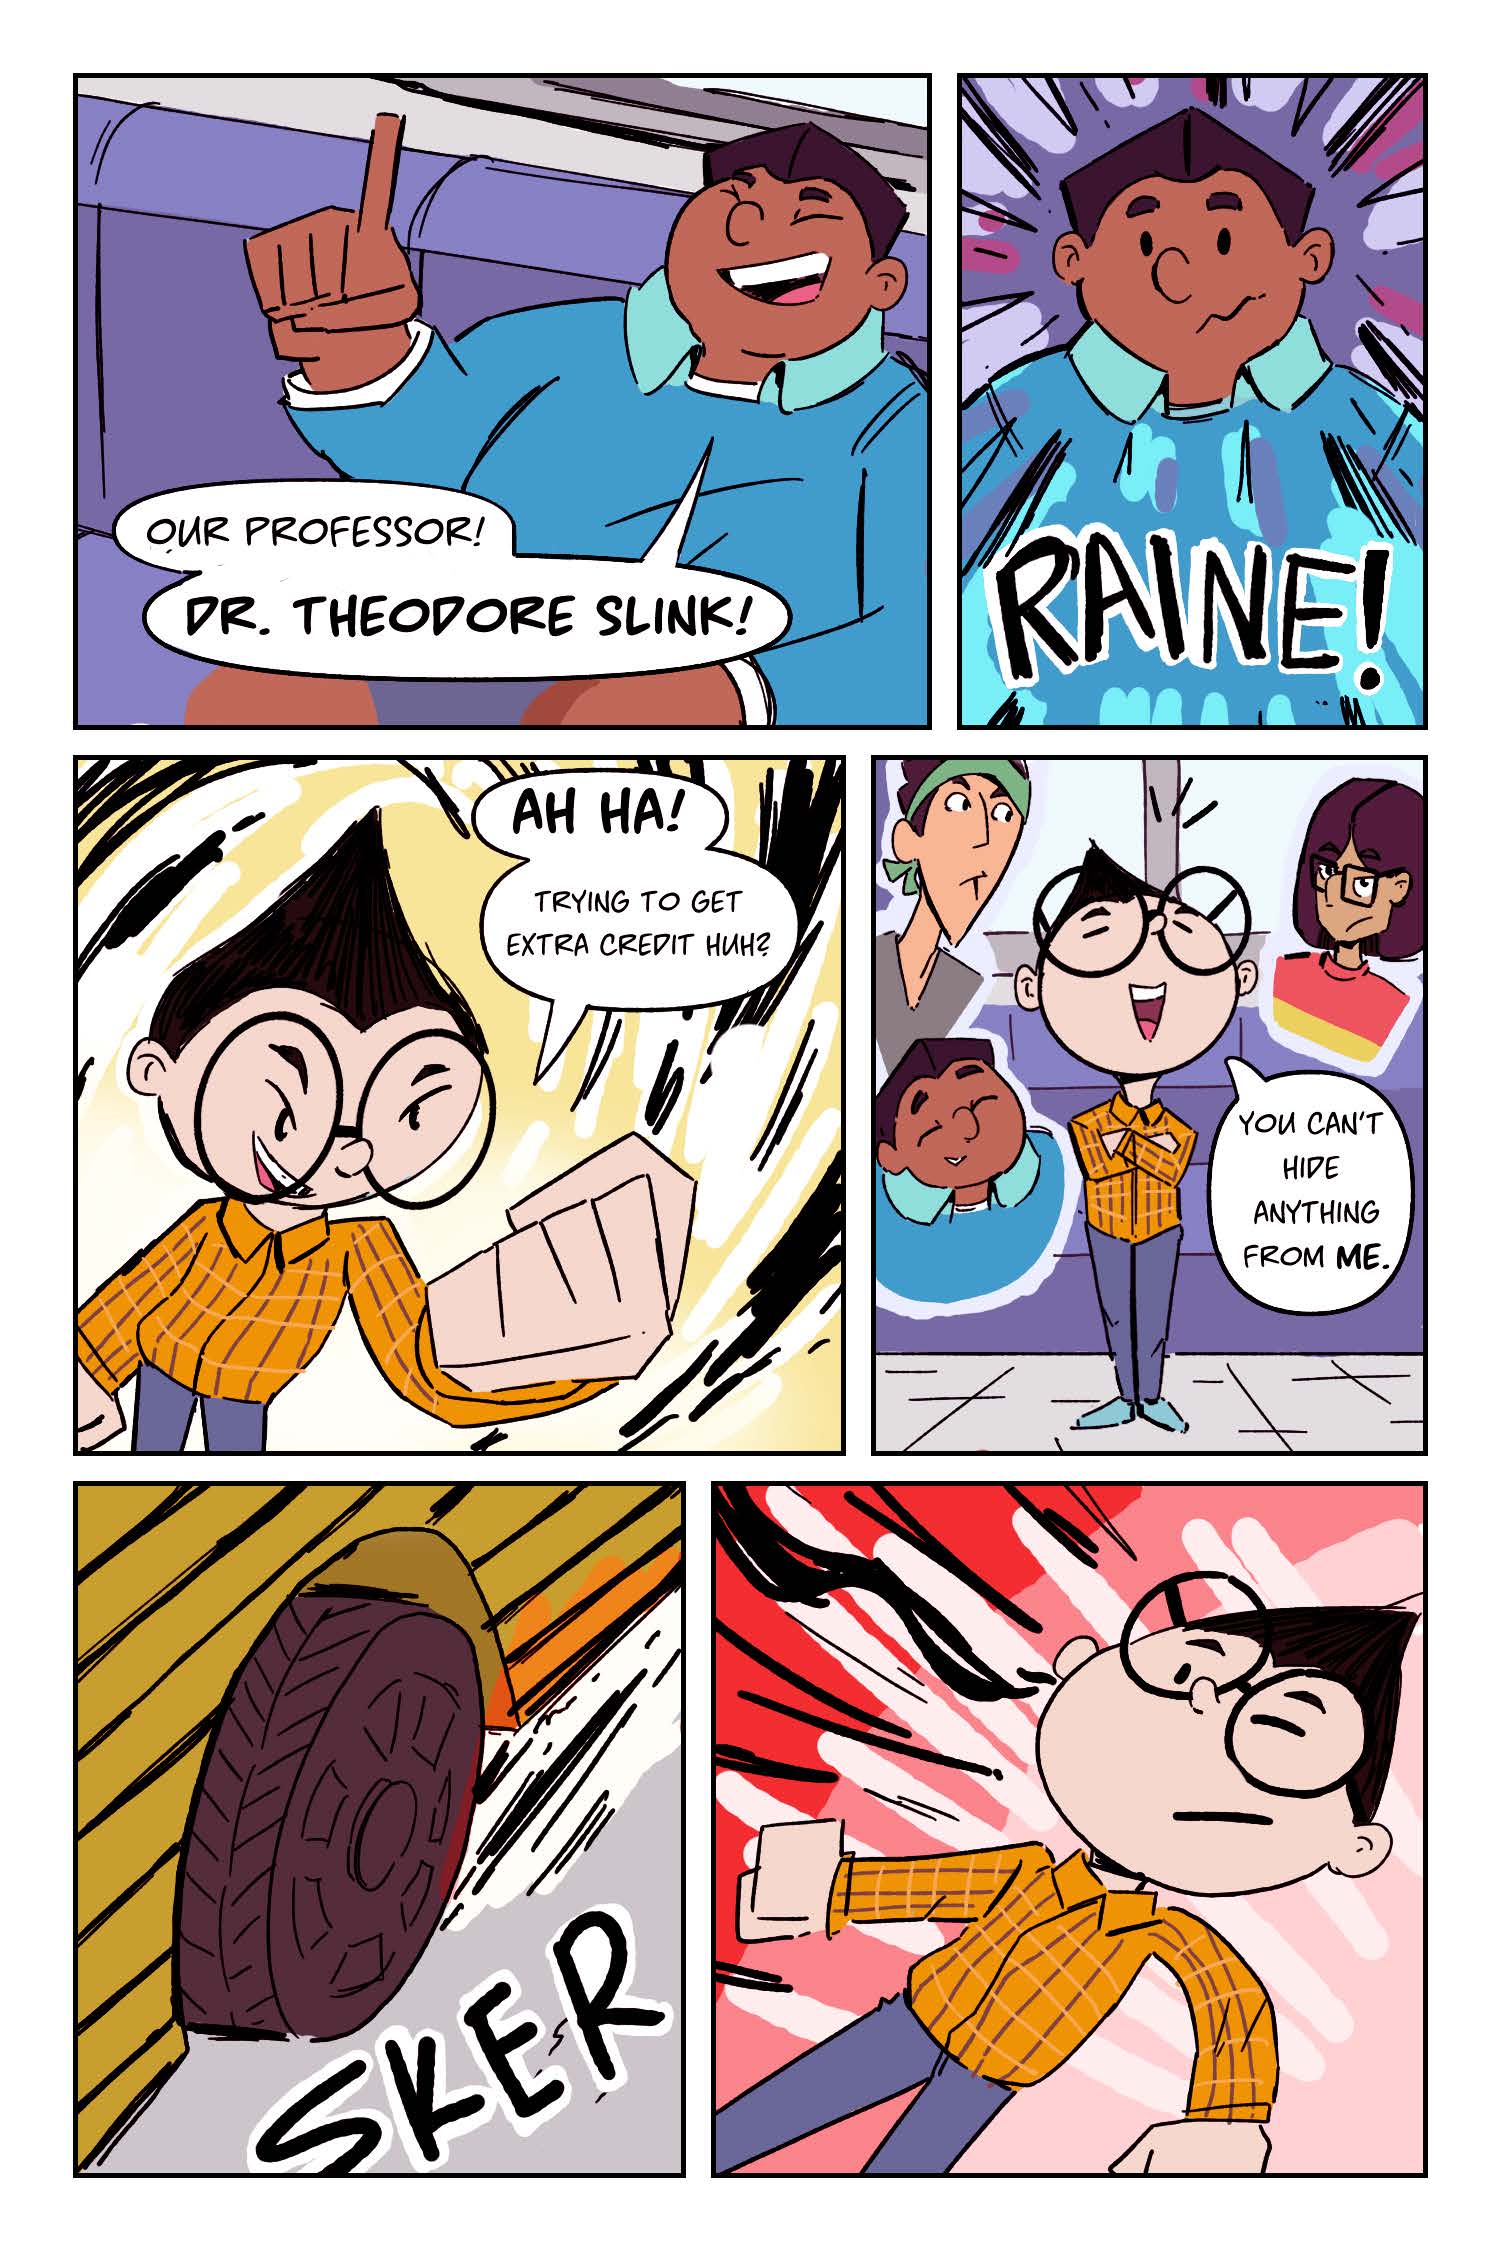 OUR PROFESSOR!
DR. THEODORE SLINK!
RAINE!
AH HA!
TRYING TO GET
EXTRA CREDIT HUH?
YOU CAN'T
HIDE
ANYTHING
FROM ME.
SKER